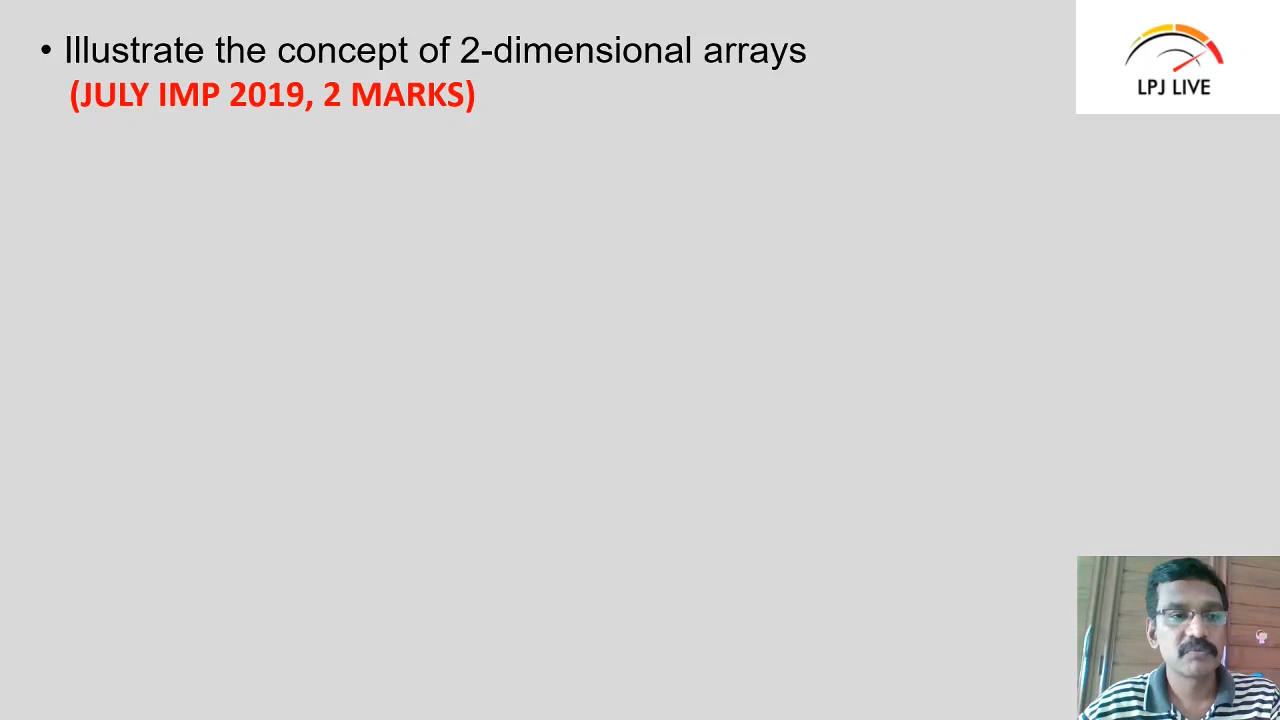 • Illustrate the concept of 2-dimensional arrays
(JULY IMP 2019, 2 MARKS)
LPJ LIVE